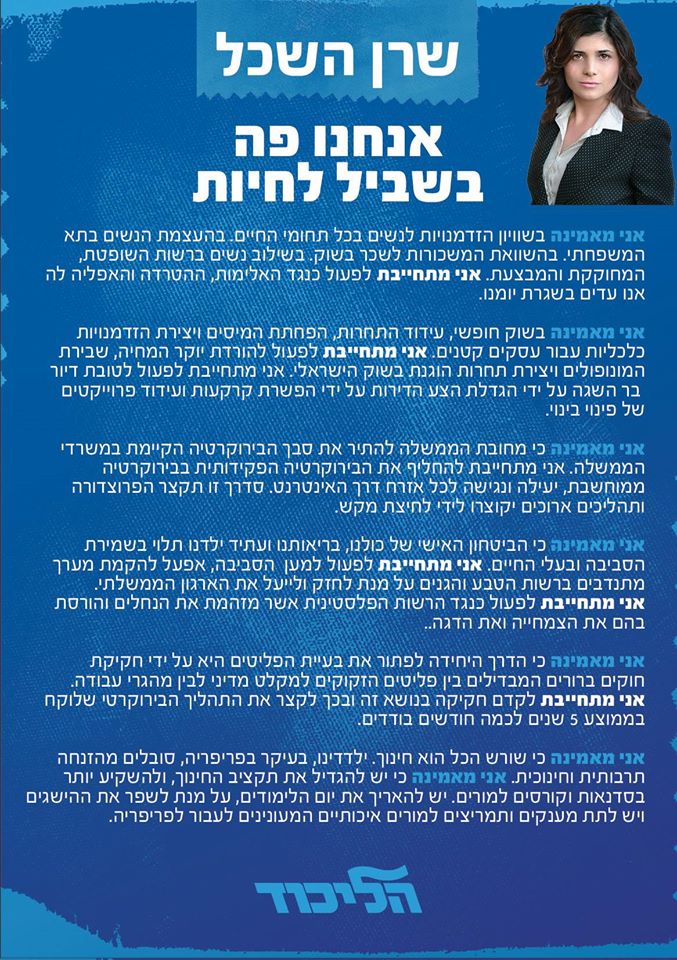 שרן השכל
אנחנו פה
בשביל לחיות
אני מאמינה בשוויון הזדמנויות לנשים בכל תחומי החיים. בהעצמת הנשים בתא
המשפחתי. בהשוואת המשכורות לשכר בשוק. בשילוב נשים ברשות השופטת,
המחוקקת והמבצעת. אני מתחייבת לפעול כנגד האלימות, ההטרדה והאפליה לה
אנו עדים בשגרת יומנו.
אני מאמינה בשוק חופשי, עידוד התחרות, הפחתת המיסים ויצירת הזדמנויות
כלכליות עבור עסקים קטנים. אני מתחייבת לפעול להורדת יוקר המחיה, שבירת
המונופולים ויצירת תחרות הוגנת בשוק הישראלי. אני מתחייבת לפעול לטובת דיור
בר השגה על ידי הגדלת הצע הדירות על ידי הפשרת קרקעות ועידוד פרוייקטים
של פינוי בינוי.
אני מאמינה כי מחובת הממשלה להתיר את סבך הבירוקרטיה הקיימת במשרדי
הממשלה. אני מתחייבת להחליף את הבירוקרטיה הפקידותית בבירוקרטיה
ממוחשבת, יעילה ונגישה לכל אזרח דרך האינטרנט. סדרך זו תקצר הפרוצדורה
ותהליכים ארוכים יקוצרו לידי לחיצת מקש.
אני מאמינה כי הביטחון האישי של כולנו, בריאותנו ועתיד ילדנו תלוי בשמירת
הסביבה ובעלי החיים. אני מתחייבת לפעול למען הסביבה, אפעל להקמת מערך
מתנדבים ברשות הטבע והגנים על מנת לחזק ולייעל את הארגון הממשלתי.
אני מתחייבת לפעול כנגד הרשות הפלסטינית אשר מזהמת את הנחלים והורסת
בהם את הצמחייה ואת הדגה..
אני מאמינה כי הדרך היחידה לפתור את בעיית הפליטים היא על ידי חקיקת
חוקים ברורים המבדילים בין פליטים הזקוקים למקלט מדיני לבין מהגרי עבודה.
אני מתחייבת לקדם חקיקה בנושא זה ובכך לקצר את התהליך הבירוקרטי שלוקח
בממוצע 5 שנים לכמה חודשים בודדים.
אני מאמינה כי שורש הכל הוא חינוך. ילדדינו, בעיקר בפריפריה, סובלים מהזנחה
תרבותית וחינוכית. אני מאמינה כי יש להגדיל את תקציב החינוך, ולהשקיע יותר
בסדנאות וקורסים למורים. יש להאריך את יום הלימודים, על מנת לשפר את ההישגים
ויש לתת מענקים ותמריצים למורים איכותיים המעונינים לעבור לפריפריה.
הליכוד